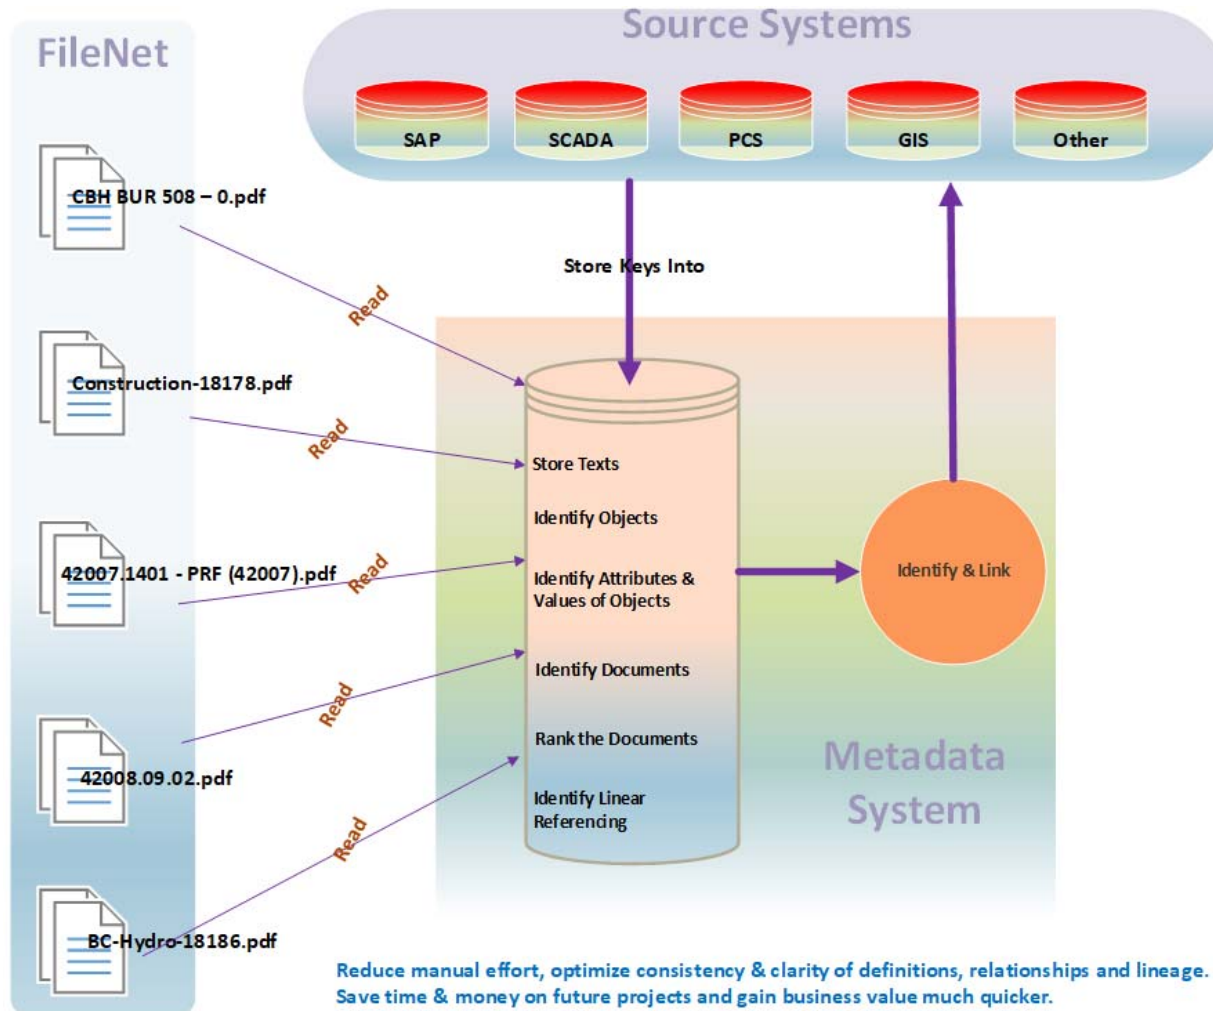 FileNet
Source Systems
SAP
SCADA
PCS
GIS
Other
CBH BUR 508 – 0.pdf
Read
Store Keys Into
Construction-18178.pdf
Read
Store Texts
Identify Objects
42007.1401 - PRF (42007).pdf
Read
Identify Attributes &
Values of Objects
Identify & Link
Identify Documents
Read
42008.09.02.pdf
Rank the Documents
Metadata
System
Identify Linear
Referencing
Read
BC-Hydro-18186.pdf
Reduce manual effort, optimize consistency & clarity of definitions, relationships and lineage.
Save time & money on future projects and gain business value much quicker.